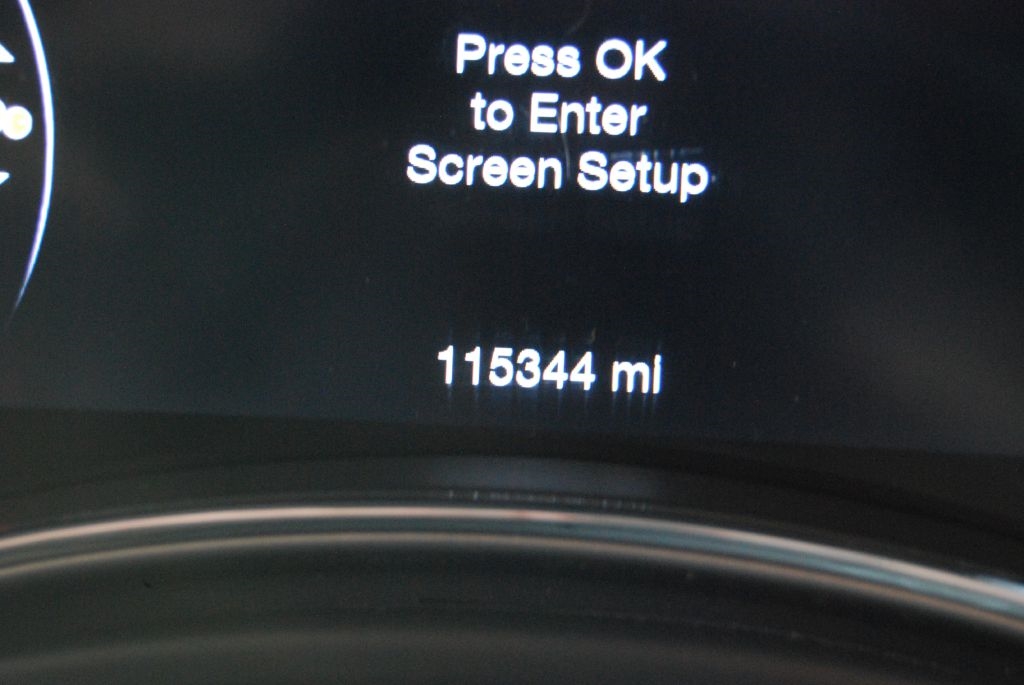 Press OK
to Enter
Screen Setup
115344 mi